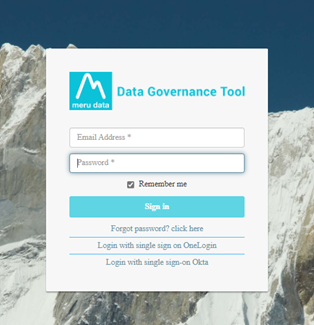 meru data
Data Governance Tool
Email Address *
Password *
Remember me
Sign in
Forgot password? click here
Login with single sign on OneLogin
Login with single sign-on Okta